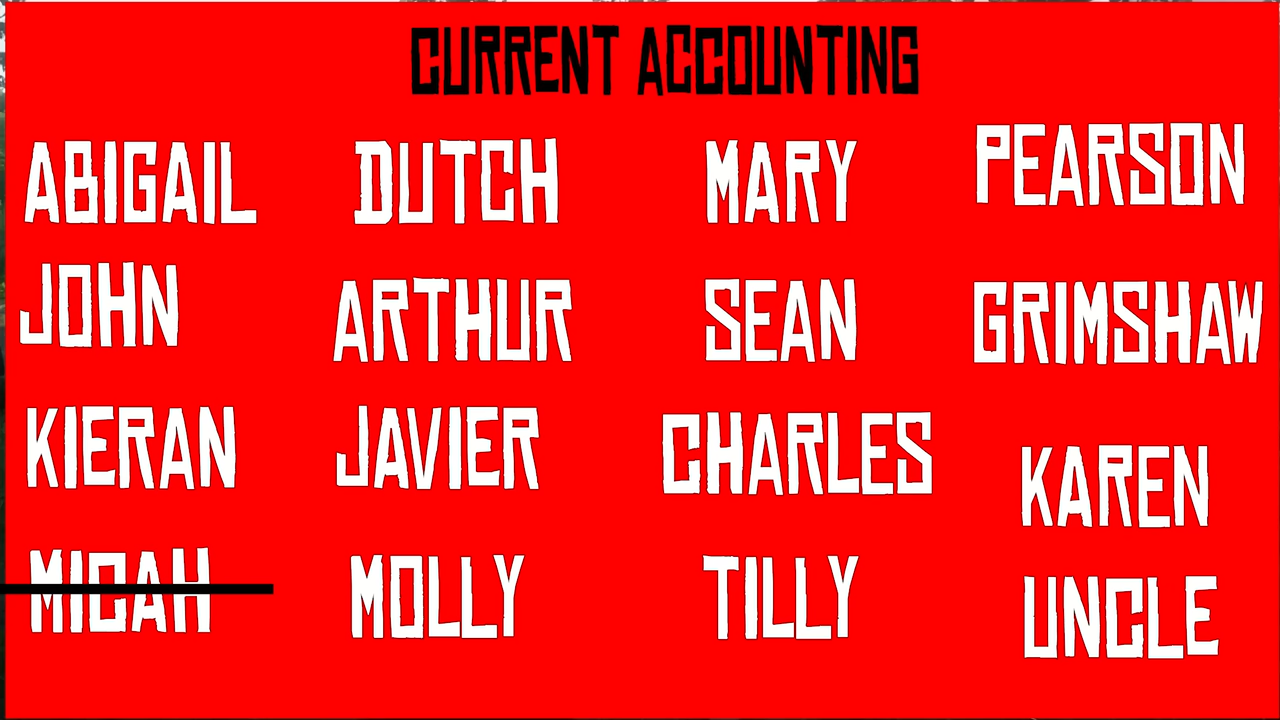 CURRENT ACCOUNTING
ABIGAIL DUTCH MARY PEARSON
JOHN ARTHUR SEAN GRIMSHAW
KIERAN JAVIER CHARLES KAREN
MICAH MOLLY TILLY UNCLE